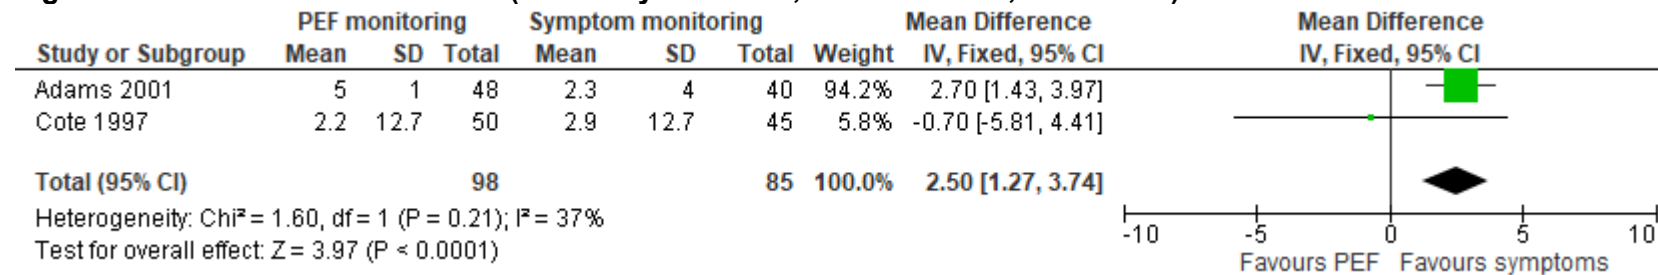 PEF monitoring Symptom monitoring Mean Difference Mean Difference
Study or Subgroup Mean SD Total Mean SD Total Weight IV, Fixed, 95% CI IV, Fixed, 95% CI
Adams 2001 5 1 48 2.3 4 40 94.2% 2.70 [1.43, 3.97]
Cote 1997 2.2 12.7 50 2.9 12.7 45 5.8% -0.70 [-5.81, 4.41]
Total (95% CI) 98 85 100.0% 2.50 [1.27, 3.74]
Heterogeneity: Chi² = 1.60, df = 1 (P = 0.21); I² = 37%
Test for overall effect: Z = 3.97 (P < 0.0001)
-10 -5 0 5 10
Favours PEF Favours symptoms